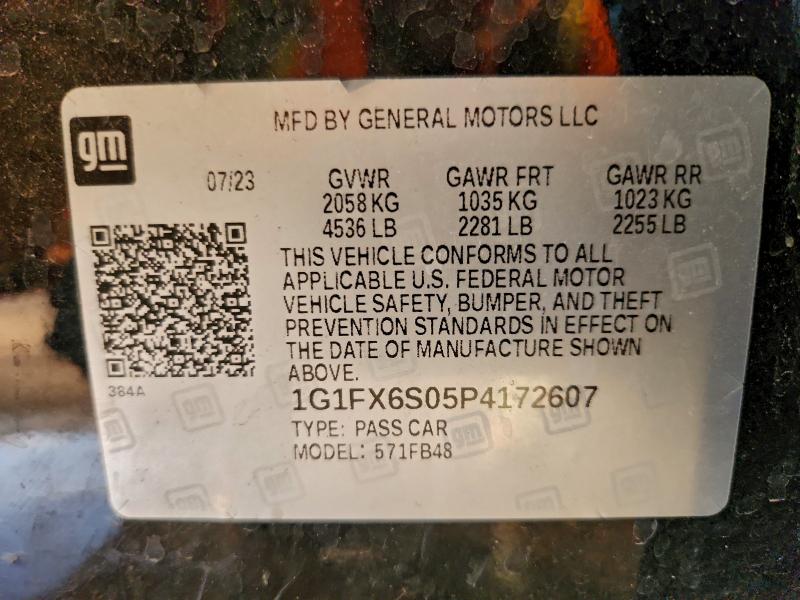 MFD BY GENERAL MOTORS LLC
gm
07/23 GVWR GAWR FRT GAWR RR
2058 KG 1035 KG 1023 KG
4536 LB 2281 LB 2255 LB
THIS VEHICLE CONFORMS TO ALL
APPLICABLE U.S. FEDERAL MOTOR
VEHICLE SAFETY, BUMPER, AND THEFT
PREVENTION STANDARDS IN EFFECT ON
THE DATE OF MANUFACTURE SHOWN
ABOVE.
384A
1G1FX6S05P4172607
TYPE: PASS CAR
MODEL: 571FB48